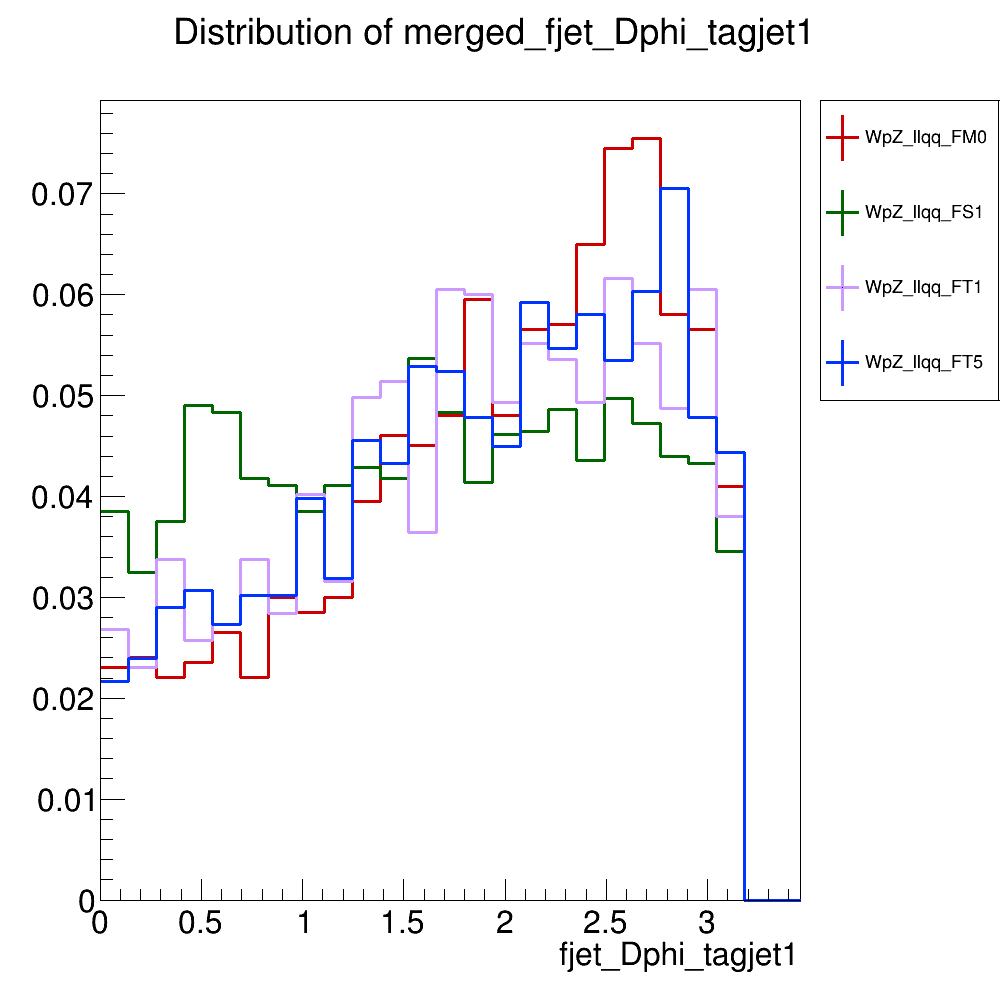 Distribution of merged_fjet_Dphi_tagjet1
0.07
0.06
0.05
0.04
0.03
0.02
0.01
0
0 0.5 1 1.5 2 2.5 3
fjet_Dphi_tagjet1
WpZ_llqq_FM0
WpZ_llqq_FS1
WpZ_llqq_FT1
WpZ_llqq_FT5